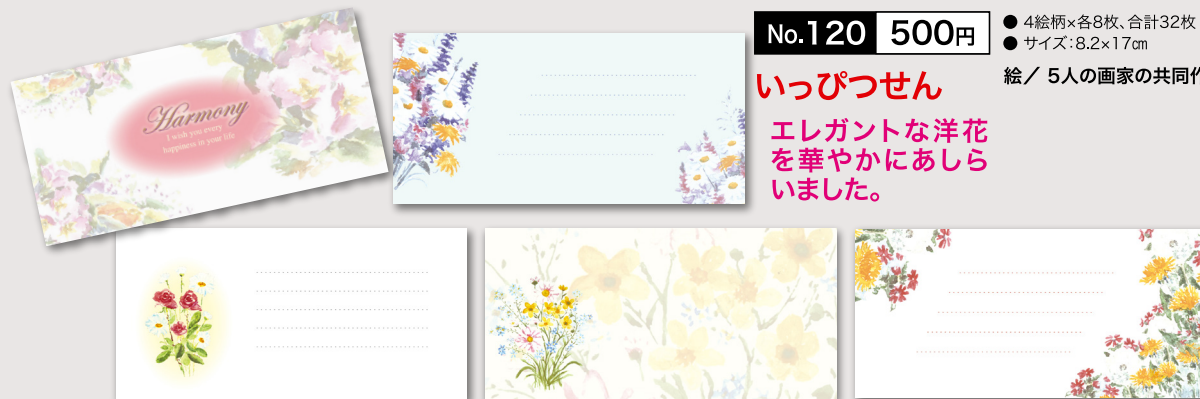 Harmony
I wish you every
happiness in your life
No.120 500円
いっぴつせん
エレガントな洋花
を華やかにあしら
いました。
● 4絵柄×各8枚、合計32枚
● サイズ：8.2×17㎝
絵／ 5人の画家の共同